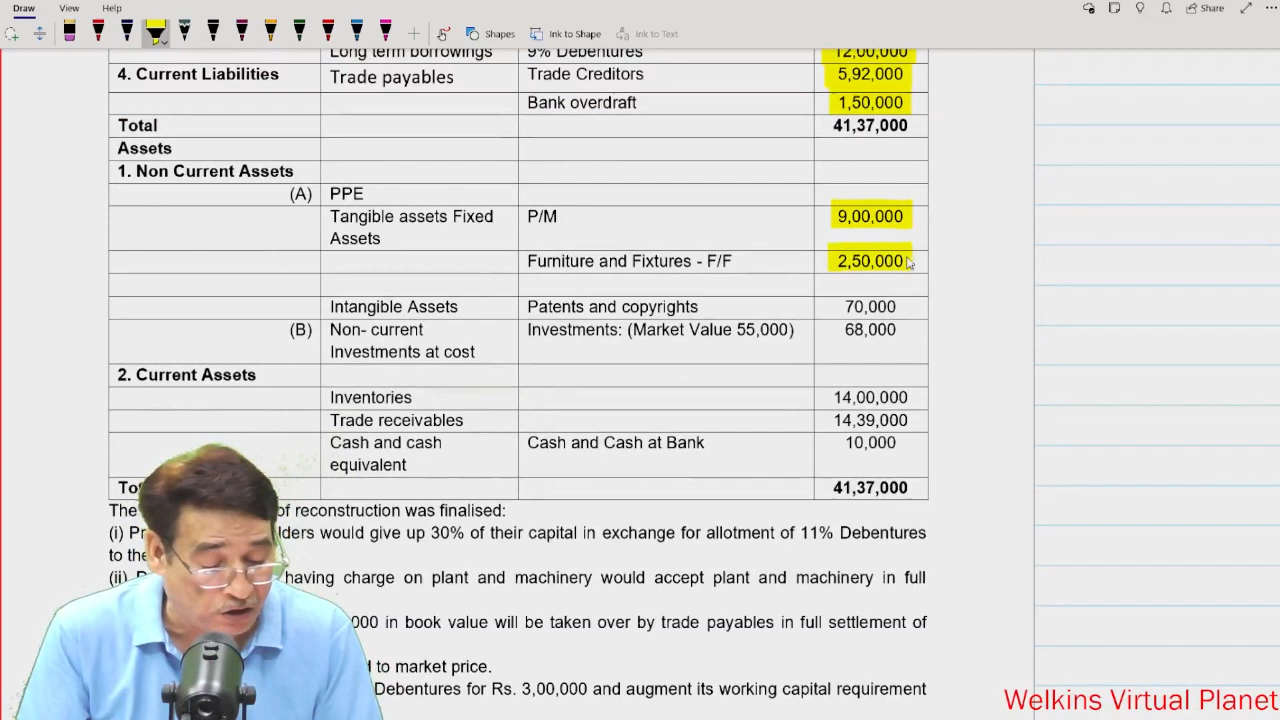 Draw View Help Share
Shapes Ink to Shape Ink to Text
Long term borrowings 9% Debentures 12,00,000
4. Current Liabilities Trade payables Trade Creditors 5,92,000
Bank overdraft 1,50,000
Total 41,37,000
Assets
1. Non Current Assets
(A) PPE
Tangible assets Fixed P/M 9,00,000
Assets
Furniture and Fixtures - F/F 2,50,000
Intangible Assets Patents and copyrights 70,000
(B) Non- current Investments: (Market Value 55,000) 68,000
Investments at cost
2. Current Assets
Inventories 14,00,000
Trade receivables 14,39,000
Cash and cash Cash and Cash at Bank 10,000
equivalent
41,37,000
The of reconstruction was finalised:
(i) would give up 30% of their capital in exchange for allotment of 11% Debentures
to
(ii) having charge on plant and machinery would accept plant and machinery in full
in book value will be taken over by trade payables in full settlement of
to market price.
Debentures for Rs. 3,00,000 and augment its working capital requirement
Welkins Virtual Planet